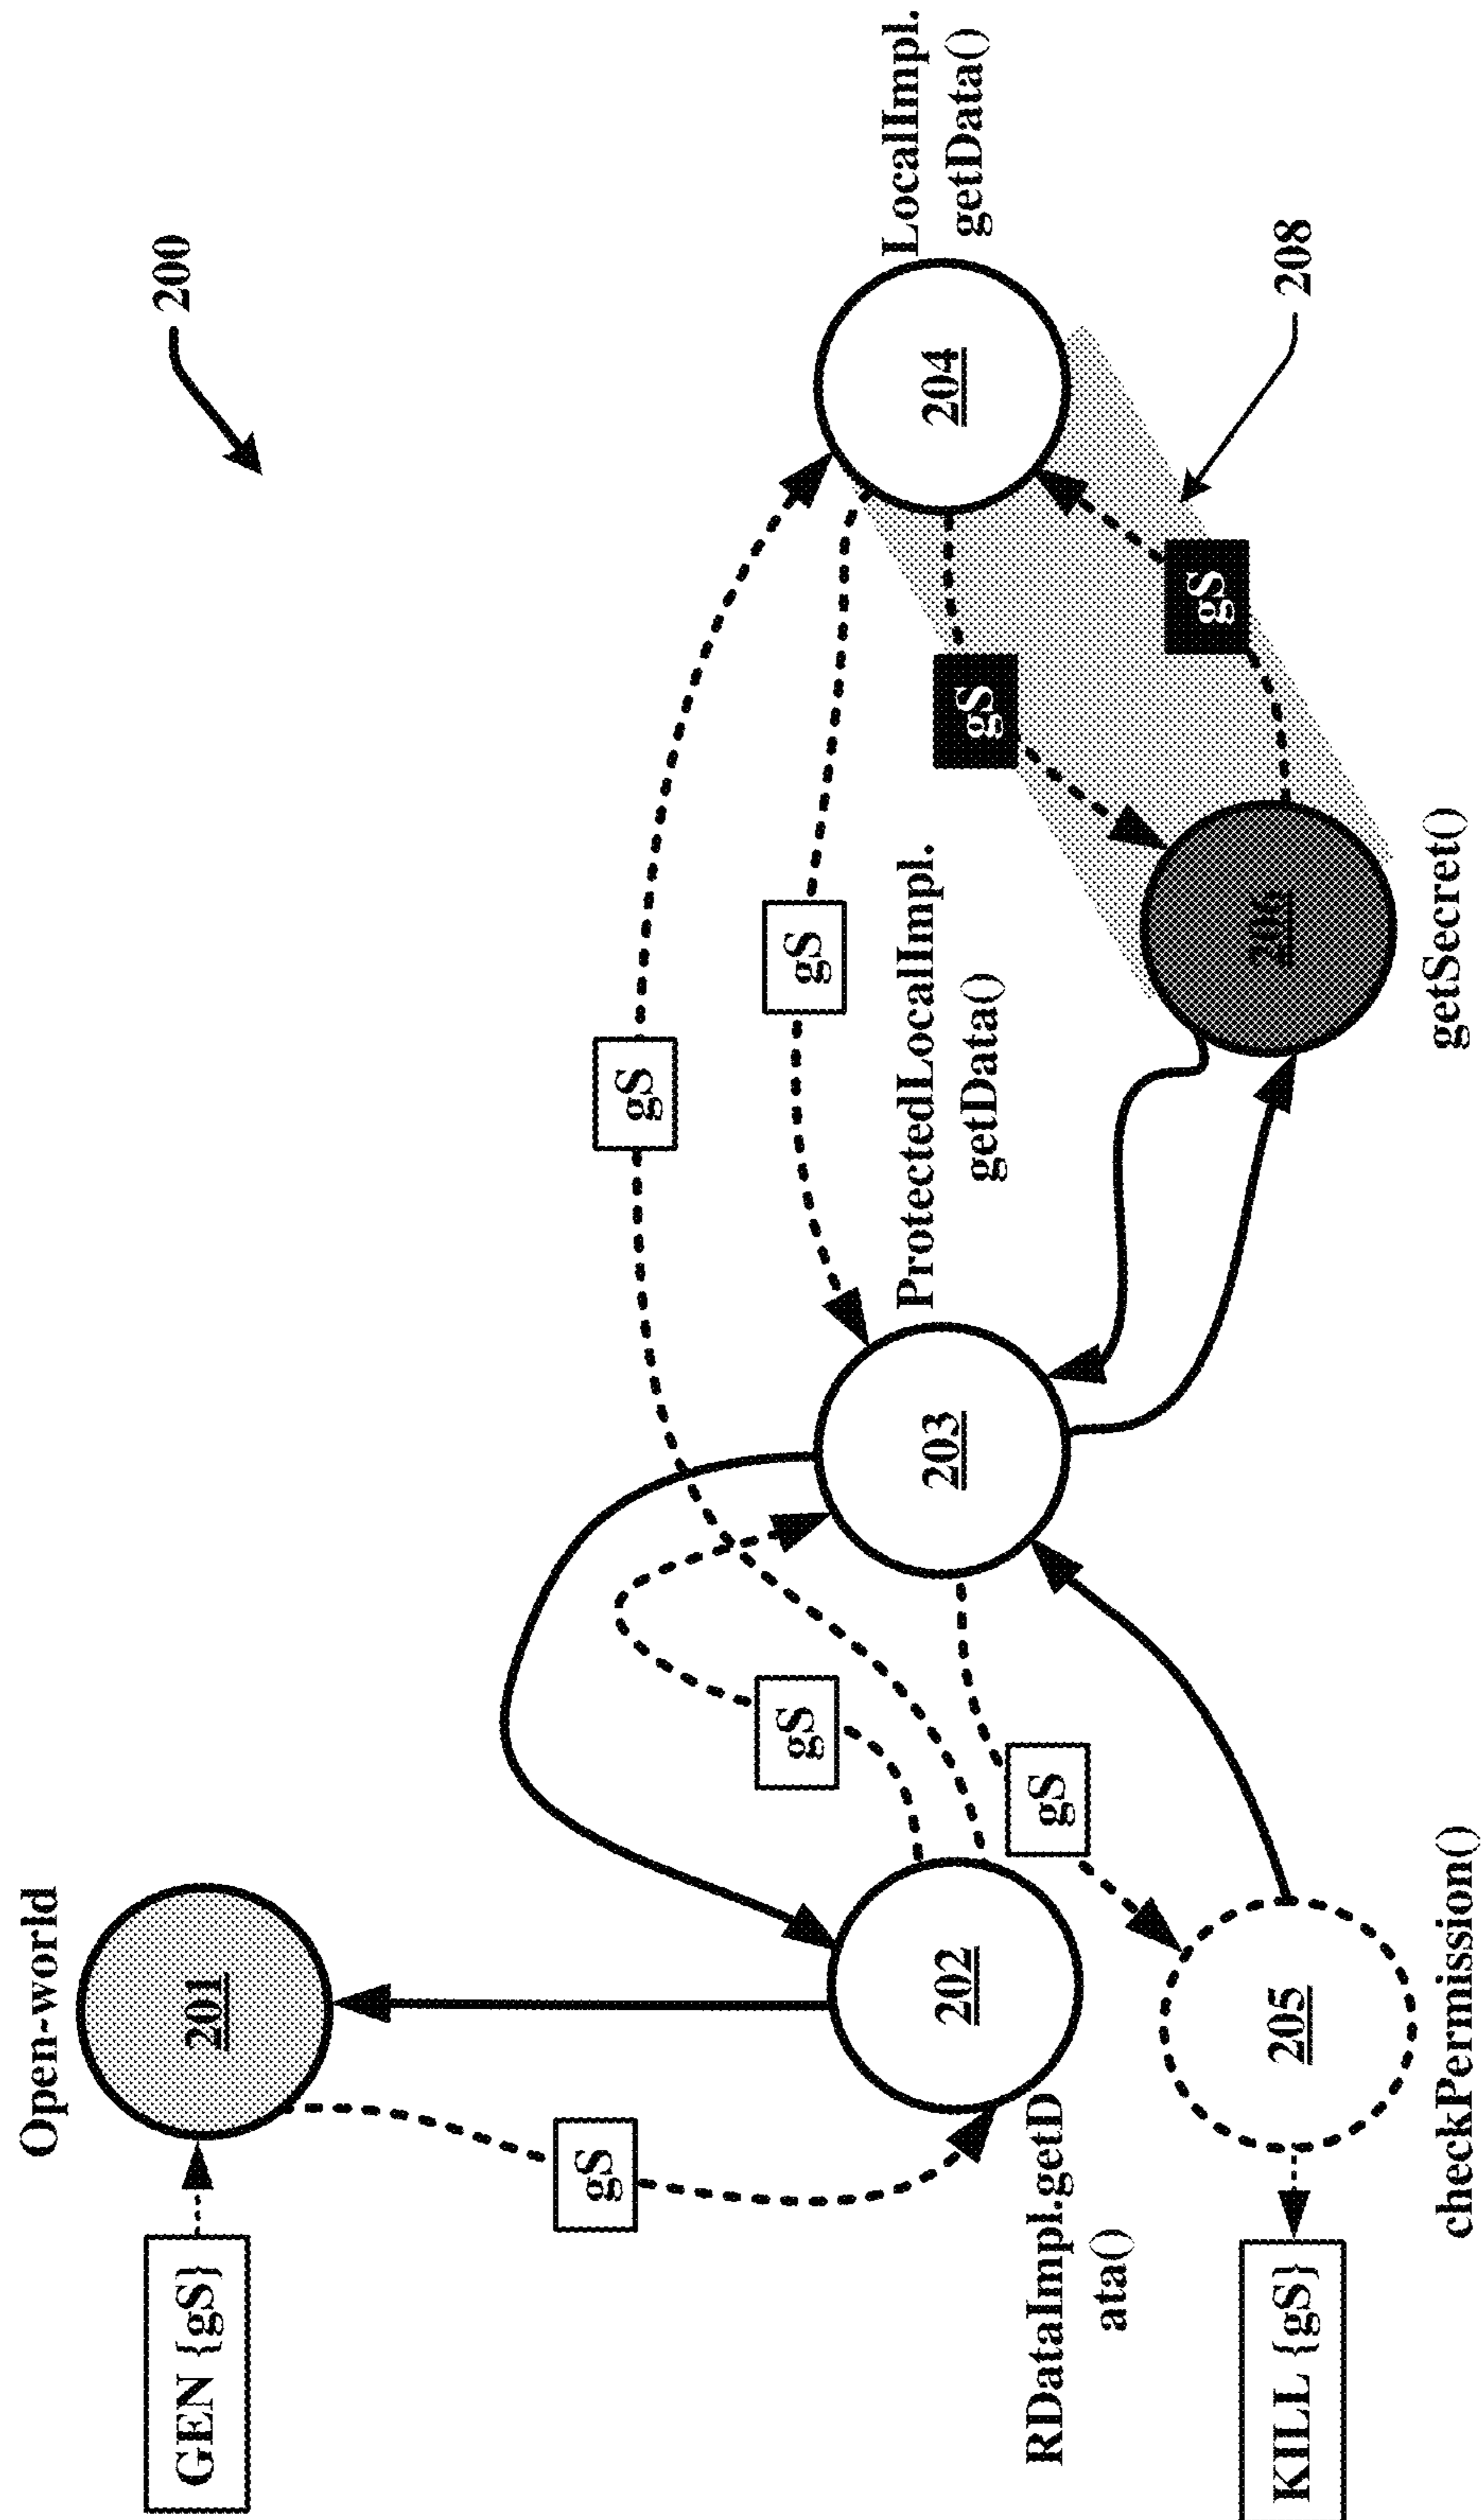 Open-world
200
GEN {gS}
201
gS
gS
gS
gS
LocalImpl.
getData()
ProtectedLocalImpl.
getData()
202
203
204
gS
RDataImpl.getD
ata()
gS
gS
KILL {gS}
205
206
208
checkPermission()
getSecret()